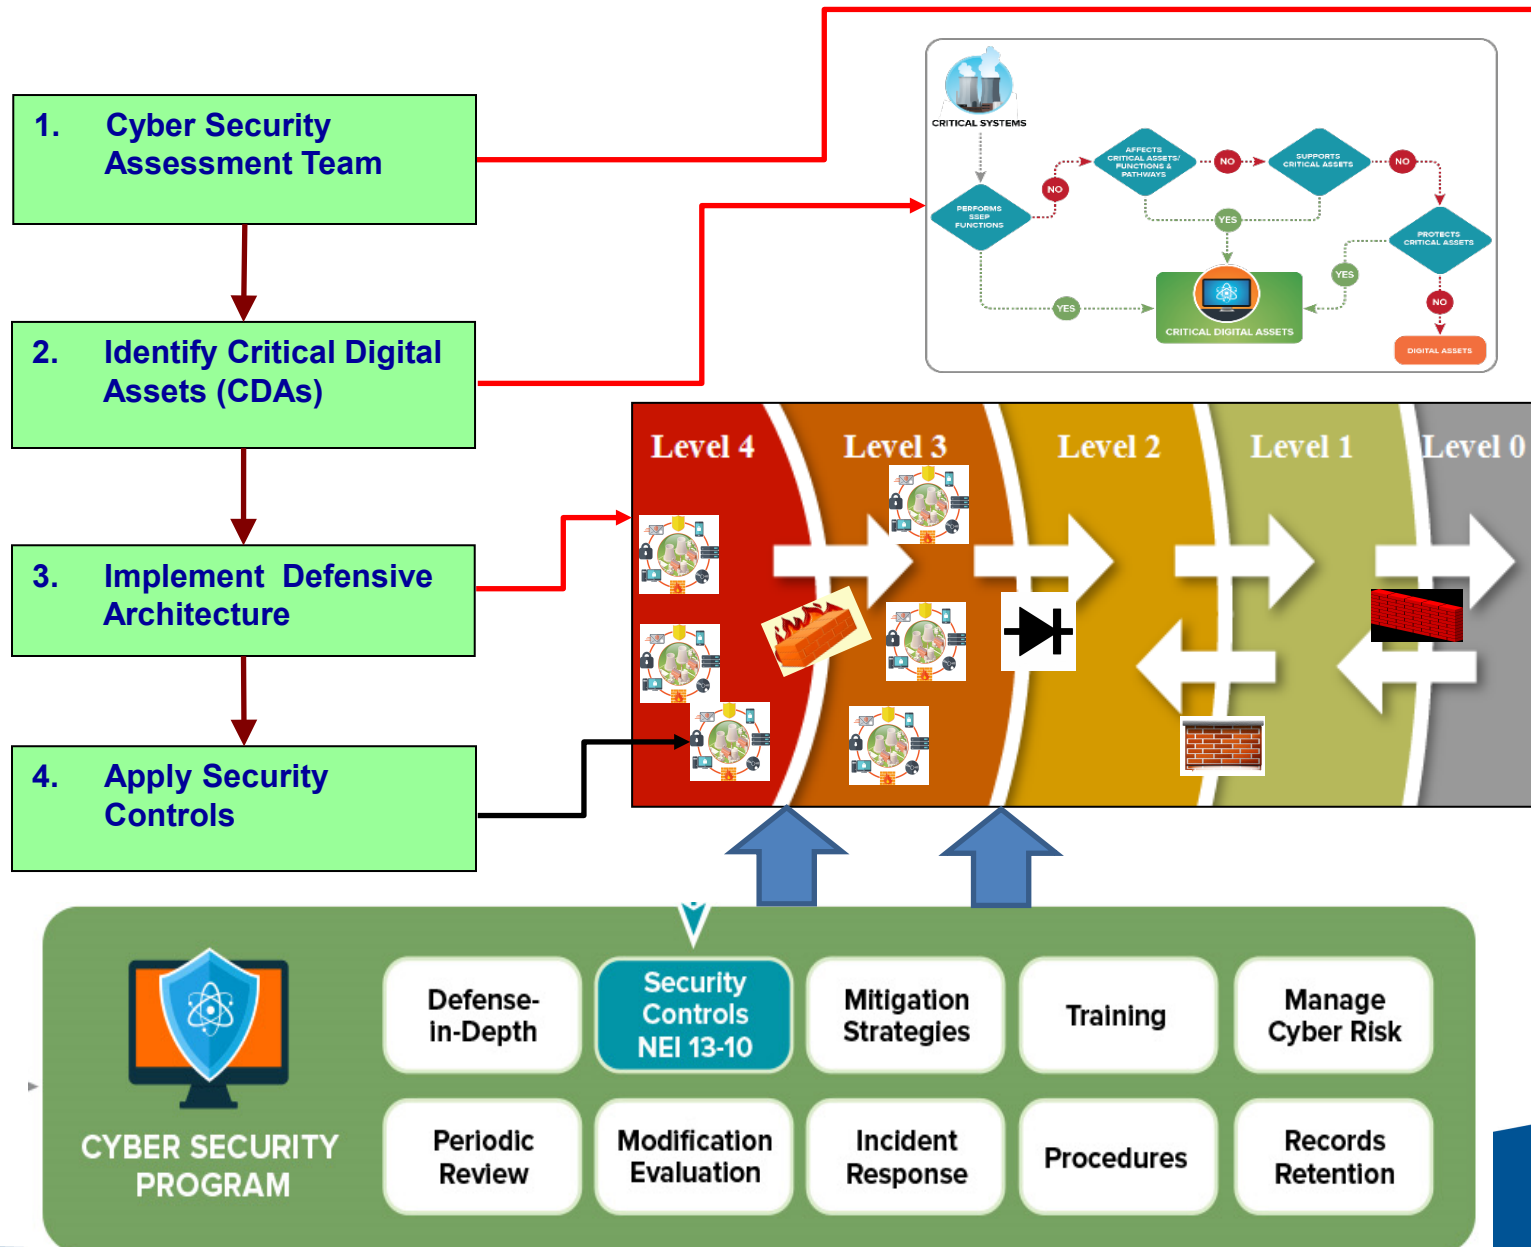 1. Cyber Security
Assessment Team
2. Identify Critical Digital
Assets (CDAs)
3. Implement Defensive
Architecture
4. Apply Security
Controls
CRITICAL SYSTEMS
PERFORMS
SSEP
FUNCTIONS
NO
AFFECTS
CRITICAL ASSETS/
FUNCTIONS &
PATHWAYS
NO
SUPPORTS
CRITICAL ASSETS
NO
YES
PROTECTS
CRITICAL ASSETS
YES
YES
NO
CRITICAL DIGITAL ASSETS
DIGITAL ASSETS
Level 4
Level 3
Level 2
Level 1
Level 0
CYBER SECURITY
PROGRAM
Defense-
in-Depth
Security
Controls
NEI 13-10
Mitigation
Strategies
Training
Manage
Cyber Risk
Periodic
Review
Modification
Evaluation
Incident
Response
Procedures
Records
Retention